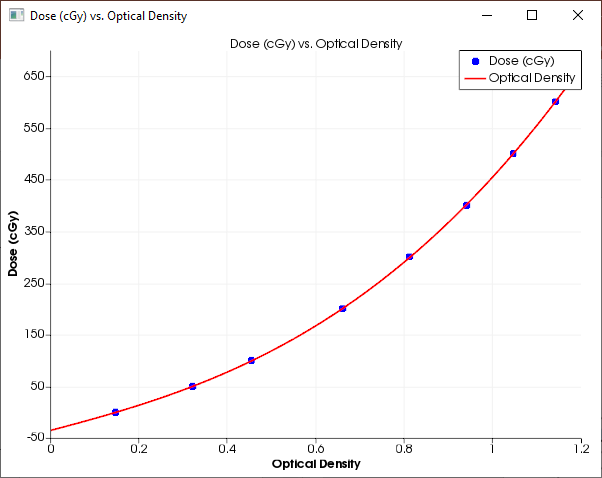 Dose (cGy) vs. Optical Density
Dose (cGy) vs. Optical Density
Dose (cGy)
Optical Density
650
550
450
350
250
150
50
-50
Dose (cGy)
0
0.2
0.4
0.6
0.8
1
1.2
Optical Density